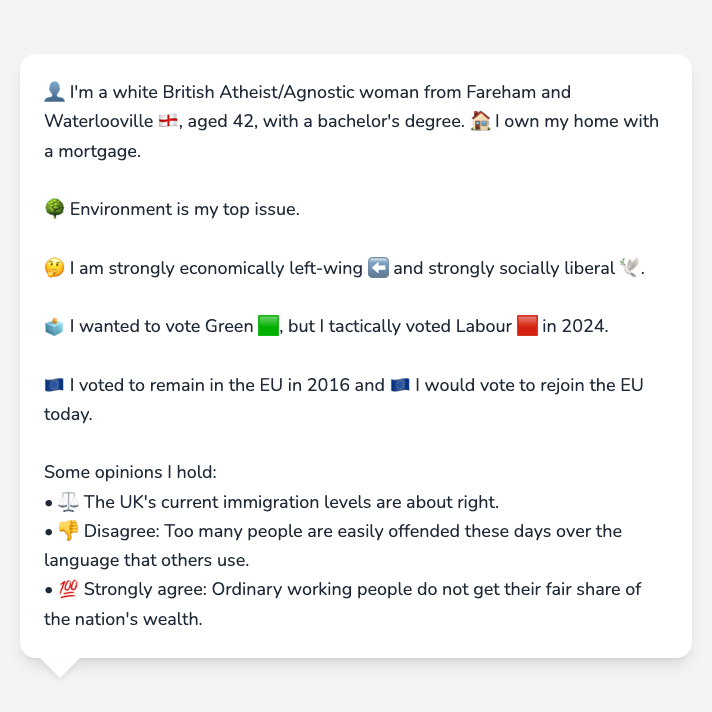 👤 I'm a white British Atheist/Agnostic woman from Fareham and
Waterlooville 🏴󠁧󠁢󠁥󠁮󠁧󠁿, aged 42, with a bachelor's degree. 🏠 I own my home with
a mortgage.
🌳 Environment is my top issue.
🤔 I am strongly economically left-wing ⬅️ and strongly socially liberal 🕊️.
🗳️ I wanted to vote Green 🟩, but I tactically voted Labour 🟥 in 2024.
🇪🇺 I voted to remain in the EU in 2016 and 🇪🇺 I would vote to rejoin the EU
today.
Some opinions I hold:
• ⚖️ The UK's current immigration levels are about right.
• 👎 Disagree: Too many people are easily offended these days over the
language that others use.
• 💯 Strongly agree: Ordinary working people do not get their fair share of
the nation's wealth.